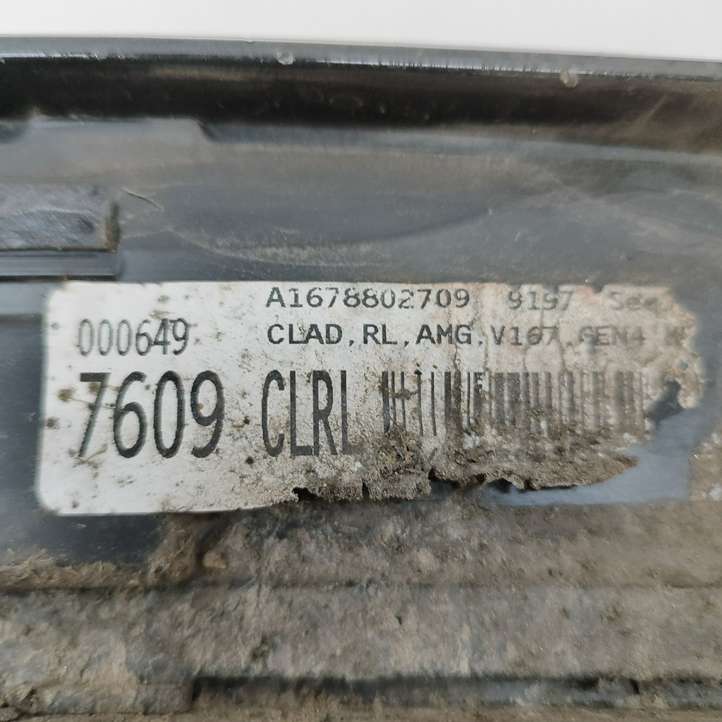 A1678802709 9197
000649 CLAD,RL,AMG,V167,GEN4
7609 CLRL